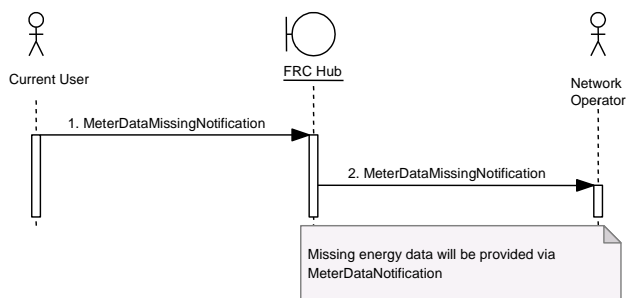 Current User
FRC Hub
Network
Operator
1. MeterDataMissingNotification
2. MeterDataMissingNotification
Missing energy data will be provided via
MeterDataNotification